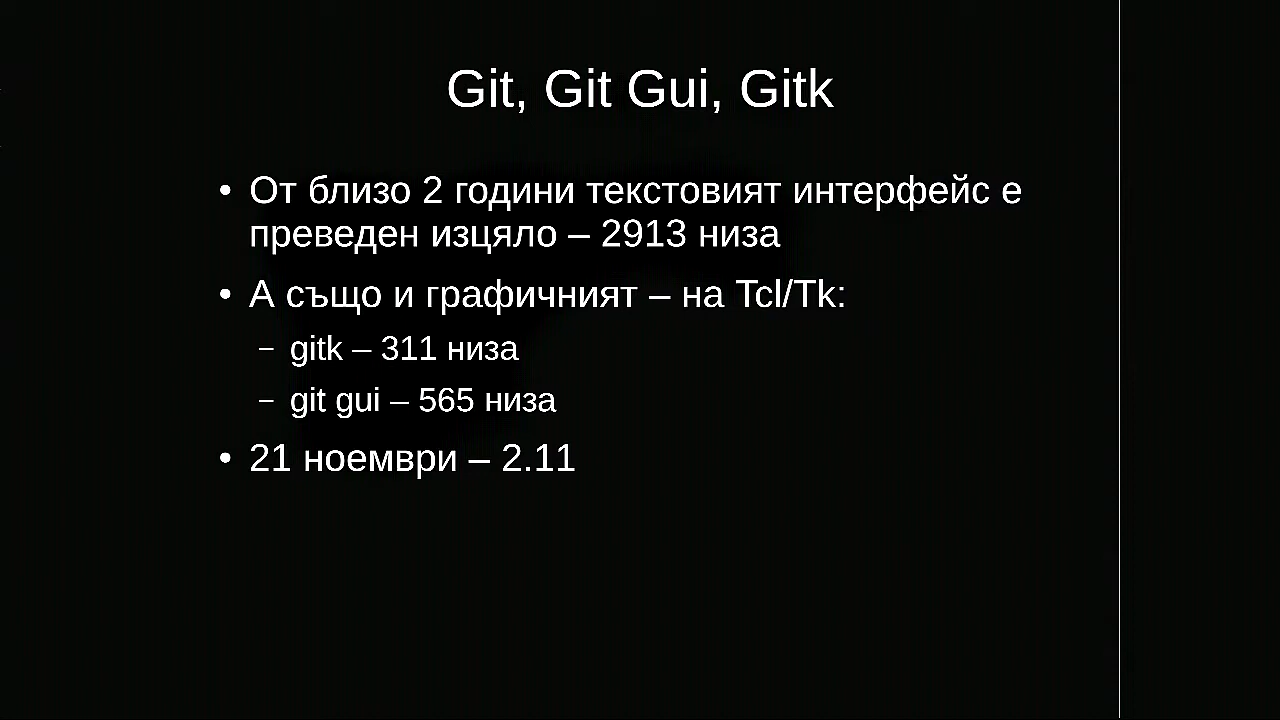 Git, Git Gui, Gitk
• От близо 2 години текстовият интерфейс е
преведен изцяло – 2913 низа
• А също и графичният – на Tcl/Tk:
– gitk – 311 низа
– git gui – 565 низа
• 21 ноември – 2.11